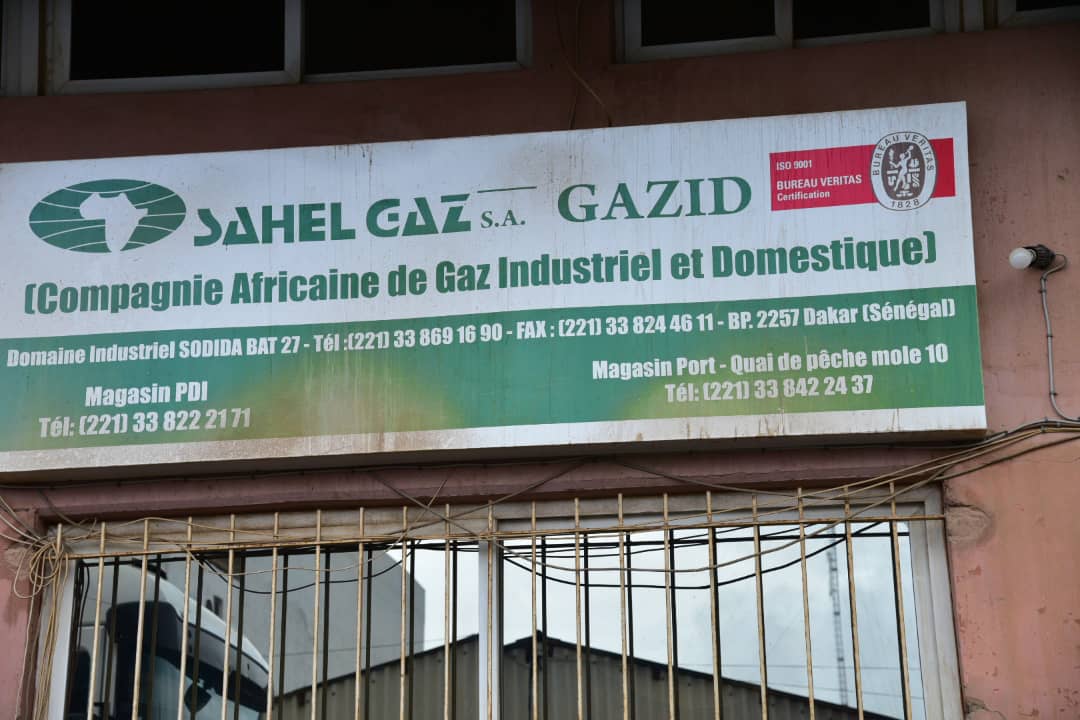 SAHEL GAZ S.A. GAZID
ISO 9001
BUREAU VERITAS
Certification
BUREAU VERITAS
1828
(Compagnie Africaine de Gaz Industriel et Domestique)
Domaine Industriel SODIDA BAT 27 - Tél :(221) 33 869 16 90 - FAX : (221) 33 824 46 11 - BP. 2257 Dakar (Sénégal)
Magasin PDI
Tél: (221) 33 822 21 71
Magasin Port - Quai de pêche mole 10
Tél: (221) 33 842 24 37